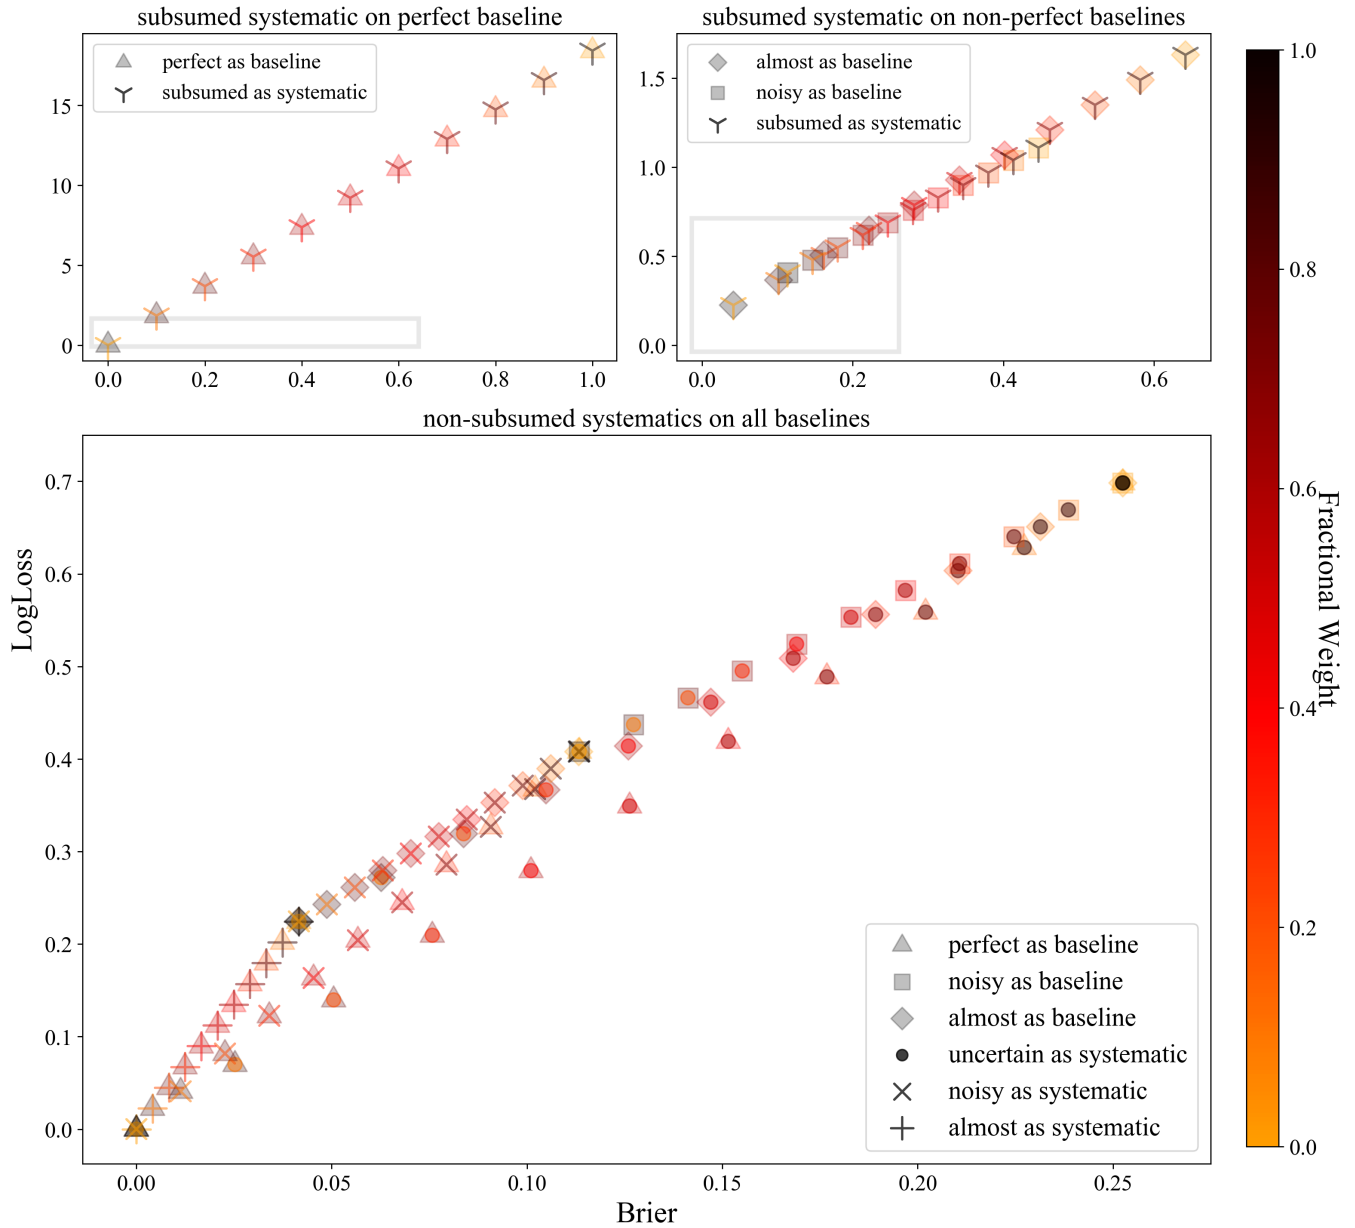 subsumed systematic on perfect baseline
perfect as baseline
subsumed as systematic
15
10
5
0
0.0 0.2 0.4 0.6 0.8 1.0
subsumed systematic on non-perfect baselines
almost as baseline
noisy as baseline
subsumed as systematic
1.5
1.0
0.5
0.0
0.0 0.2 0.4 0.6
non-subsumed systematics on all baselines
LogLoss
0.7
0.6
0.5
0.4
0.3
0.2
0.1
0.0
perfect as baseline
noisy as baseline
almost as baseline
uncertain as systematic
noisy as systematic
almost as systematic
0.00 0.05 0.10 0.15 0.20 0.25
Brier
1.0
0.8
0.6
0.4
0.2
0.0
Fractional Weight